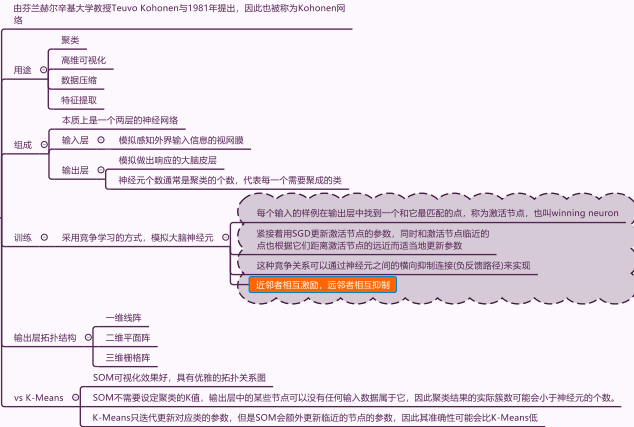 由芬兰赫尔辛基大学教授Teuvo Kohonen与1981年提出，因此也被称为Kohonen网
络
用途
聚类
高维可视化
数据压缩
特征提取
组成
本质上是一个两层的神经网络
输入层
模拟感知外界输入信息的视网膜
输出层
模拟做出响应的大脑皮层
神经元个数通常是聚类的个数，代表每一个需要聚成的类
训练
采用竞争学习的方式，模拟大脑神经元
每个输入的样例在输出层中找到一个和它最匹配的点，称为激活节点，也叫winning neuron
紧接着用SGD更新激活节点的参数，同时和激活节点临近的
点也根据它们距离激活节点的远近而适当地更新参数
这种竞争关系可以通过神经元之间的横向抑制连接(负反馈路径)来实现
近邻者相互激励，远邻者相互抑制
输出层拓扑结构
一维线阵
二维平面阵
三维栅格阵
vs K-Means
SOM可视化效果好，具有优雅的拓扑关系图
SOM不需要设定聚类的K值，输出层中的某些节点可以没有任何输入数据属于它，因此聚类结果的实际簇数可能会小于神经元的个数。
K-Means只迭代更新对应类的参数，但是SOM会额外更新临近的节点的参数，因此其准确性可能会比K-Means低